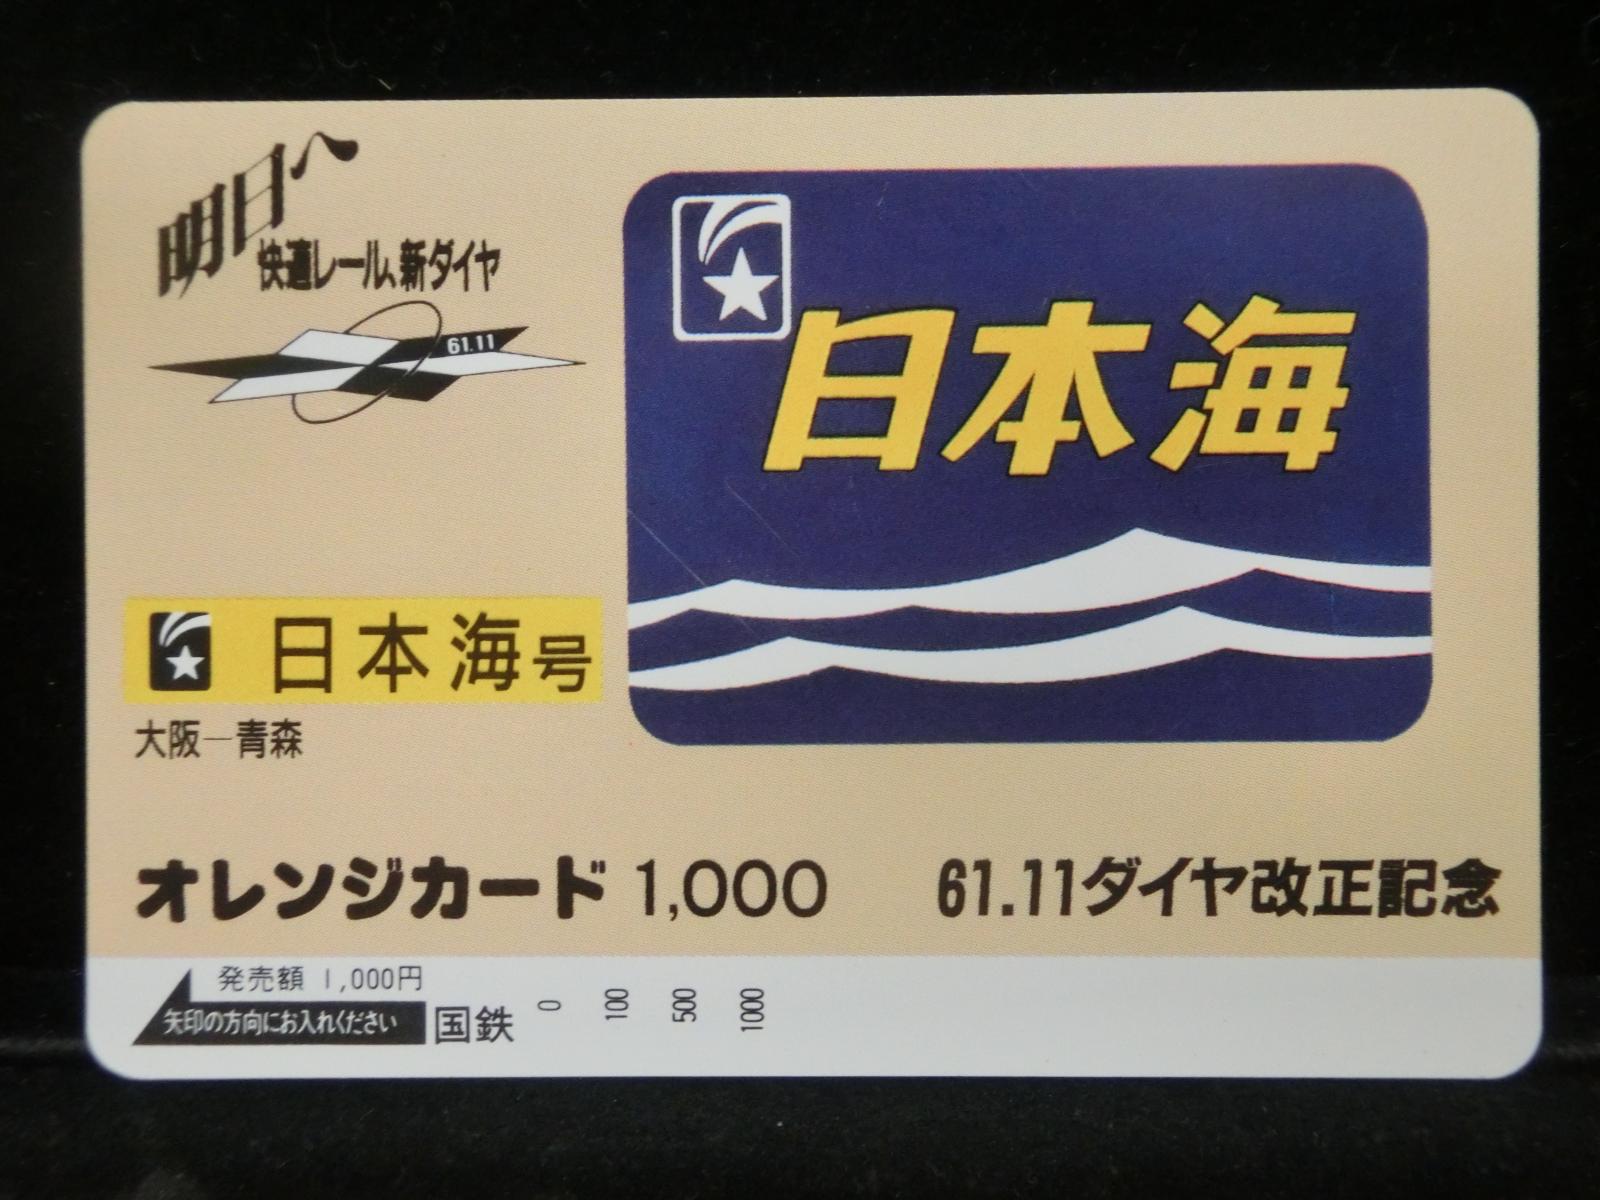 明日へ
快適レール、新ダイヤ
61.11
日本海
日本海号
大阪―青森
オレンジカード 1,000
61.11ダイヤ改正記念
発売額 1,000円
矢印の方向にお入れください
国鉄
0 100 500 1000